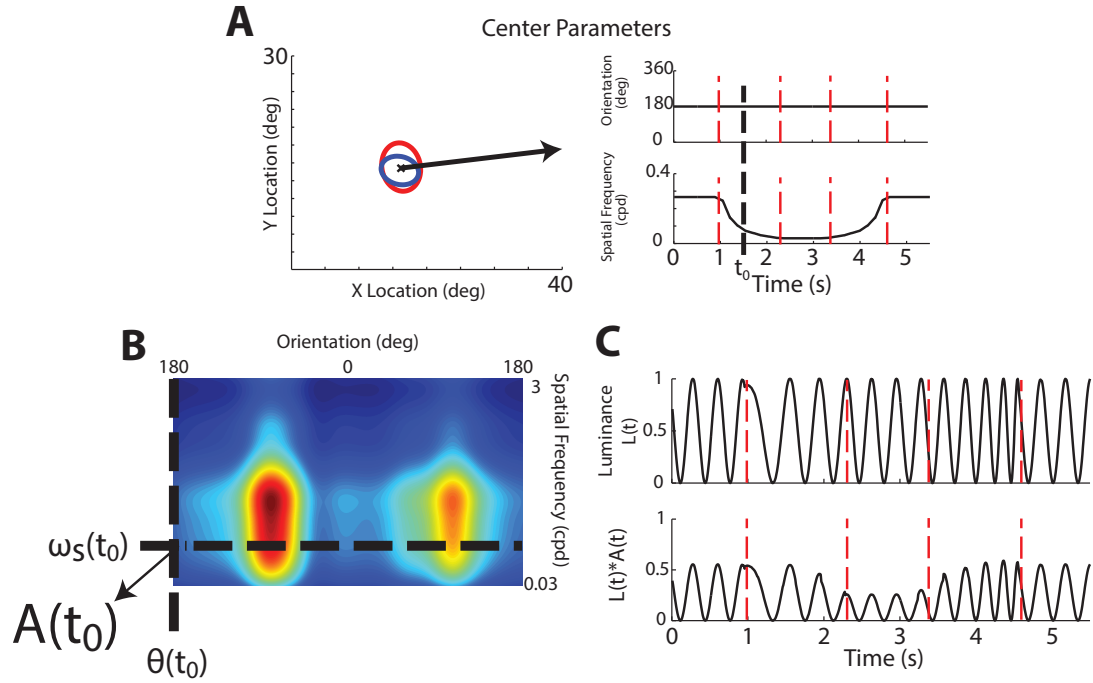 A
Center Parameters
30
Y Location (deg)
X Location (deg)
40
Orientation
(deg)
360
180
0
Spatial Frequency
(cpd)
0.4
0
0 1 2 3 4 5
t0
Time (s)
B
Orientation (deg)
180 0 180
3
Spatial Frequency (cpd)
0.03
ωS(t0)
A(t0)
θ(t0)
C
Luminance
L(t)
1
0.5
0
L(t)*A(t)
1
0.5
0
0 1 2 3 4 5
Time (s)